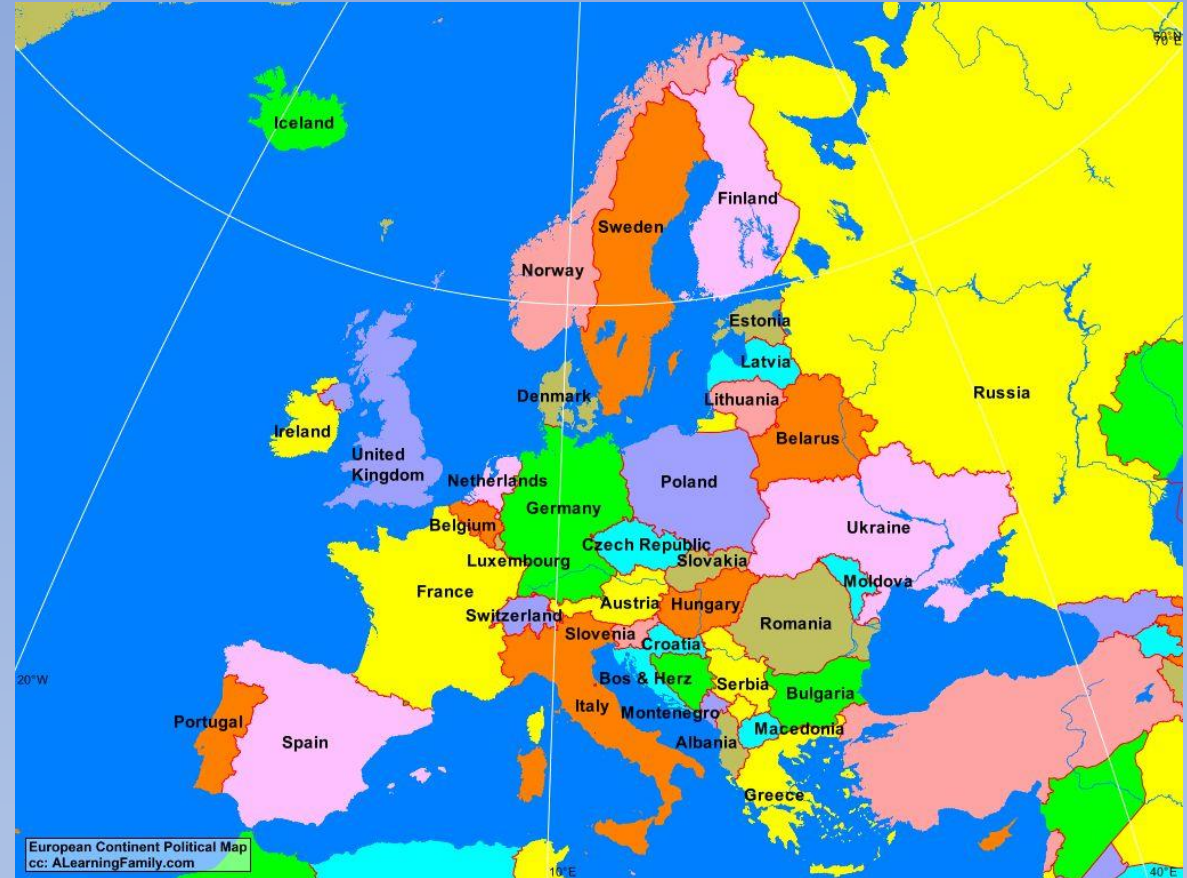 60°N
70°E
Iceland
Finland
Sweden
Norway
Estonia
Latvia
Denmark
Lithuania
Russia
Ireland
Belarus
United
Kingdom
Netherlands
Poland
Germany
Belgium
Ukraine
Czech Republic
Slovakia
Luxembourg
Moldova
France
Austria
Hungary
Switzerland
Romania
Slovenia
Croatia
20°W
Bos & Herz
Serbia
Bulgaria
Italy
Montenegro
Portugal
Macedonia
Spain
Albania
Greece
European Continent Political Map
cc: ALearningFamily.com
10°E
40°E